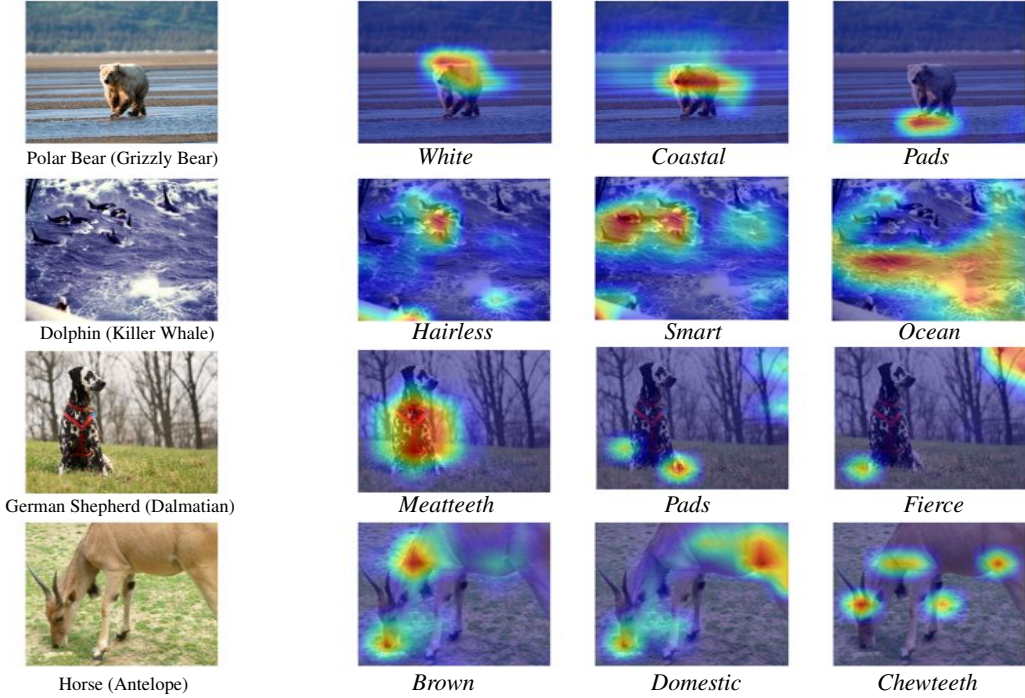 Polar Bear (Grizzly Bear) White Coastal Pads
Dolphin (Killer Whale) Hairless Smart Ocean
German Shepherd (Dalmatian) Meatteeth Pads Fierce
Horse (Antelope) Brown Domestic Chewteeth